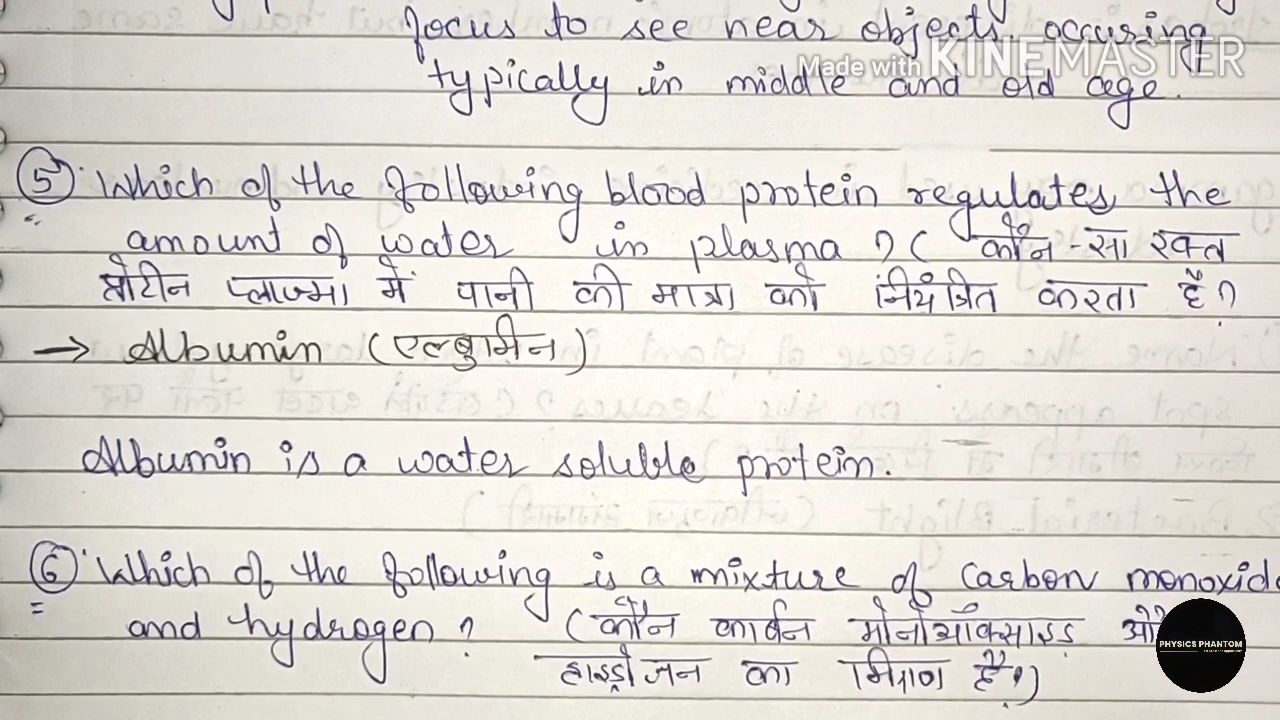 focus to see near objects, occuring
Made with KINEMASTER
typically in middle and old age.
5 Which of the following blood protein regulates the
amount of water in plasma ? ( कौन-सा रक्त
प्रोटीन प्लाज्मा में पानी की मात्रा को नियंत्रित करता है ?
→ Albumin (एल्बुमिन)
Albumin is a water soluble protein.
6 Which of the following is a mixture of carbon monoxide
and hydrogen ? (कौन कार्बन मोनोऑक्साइड और
हाइड्रोजन का मिश्रण है ?)
PHYSICS PHANTOM